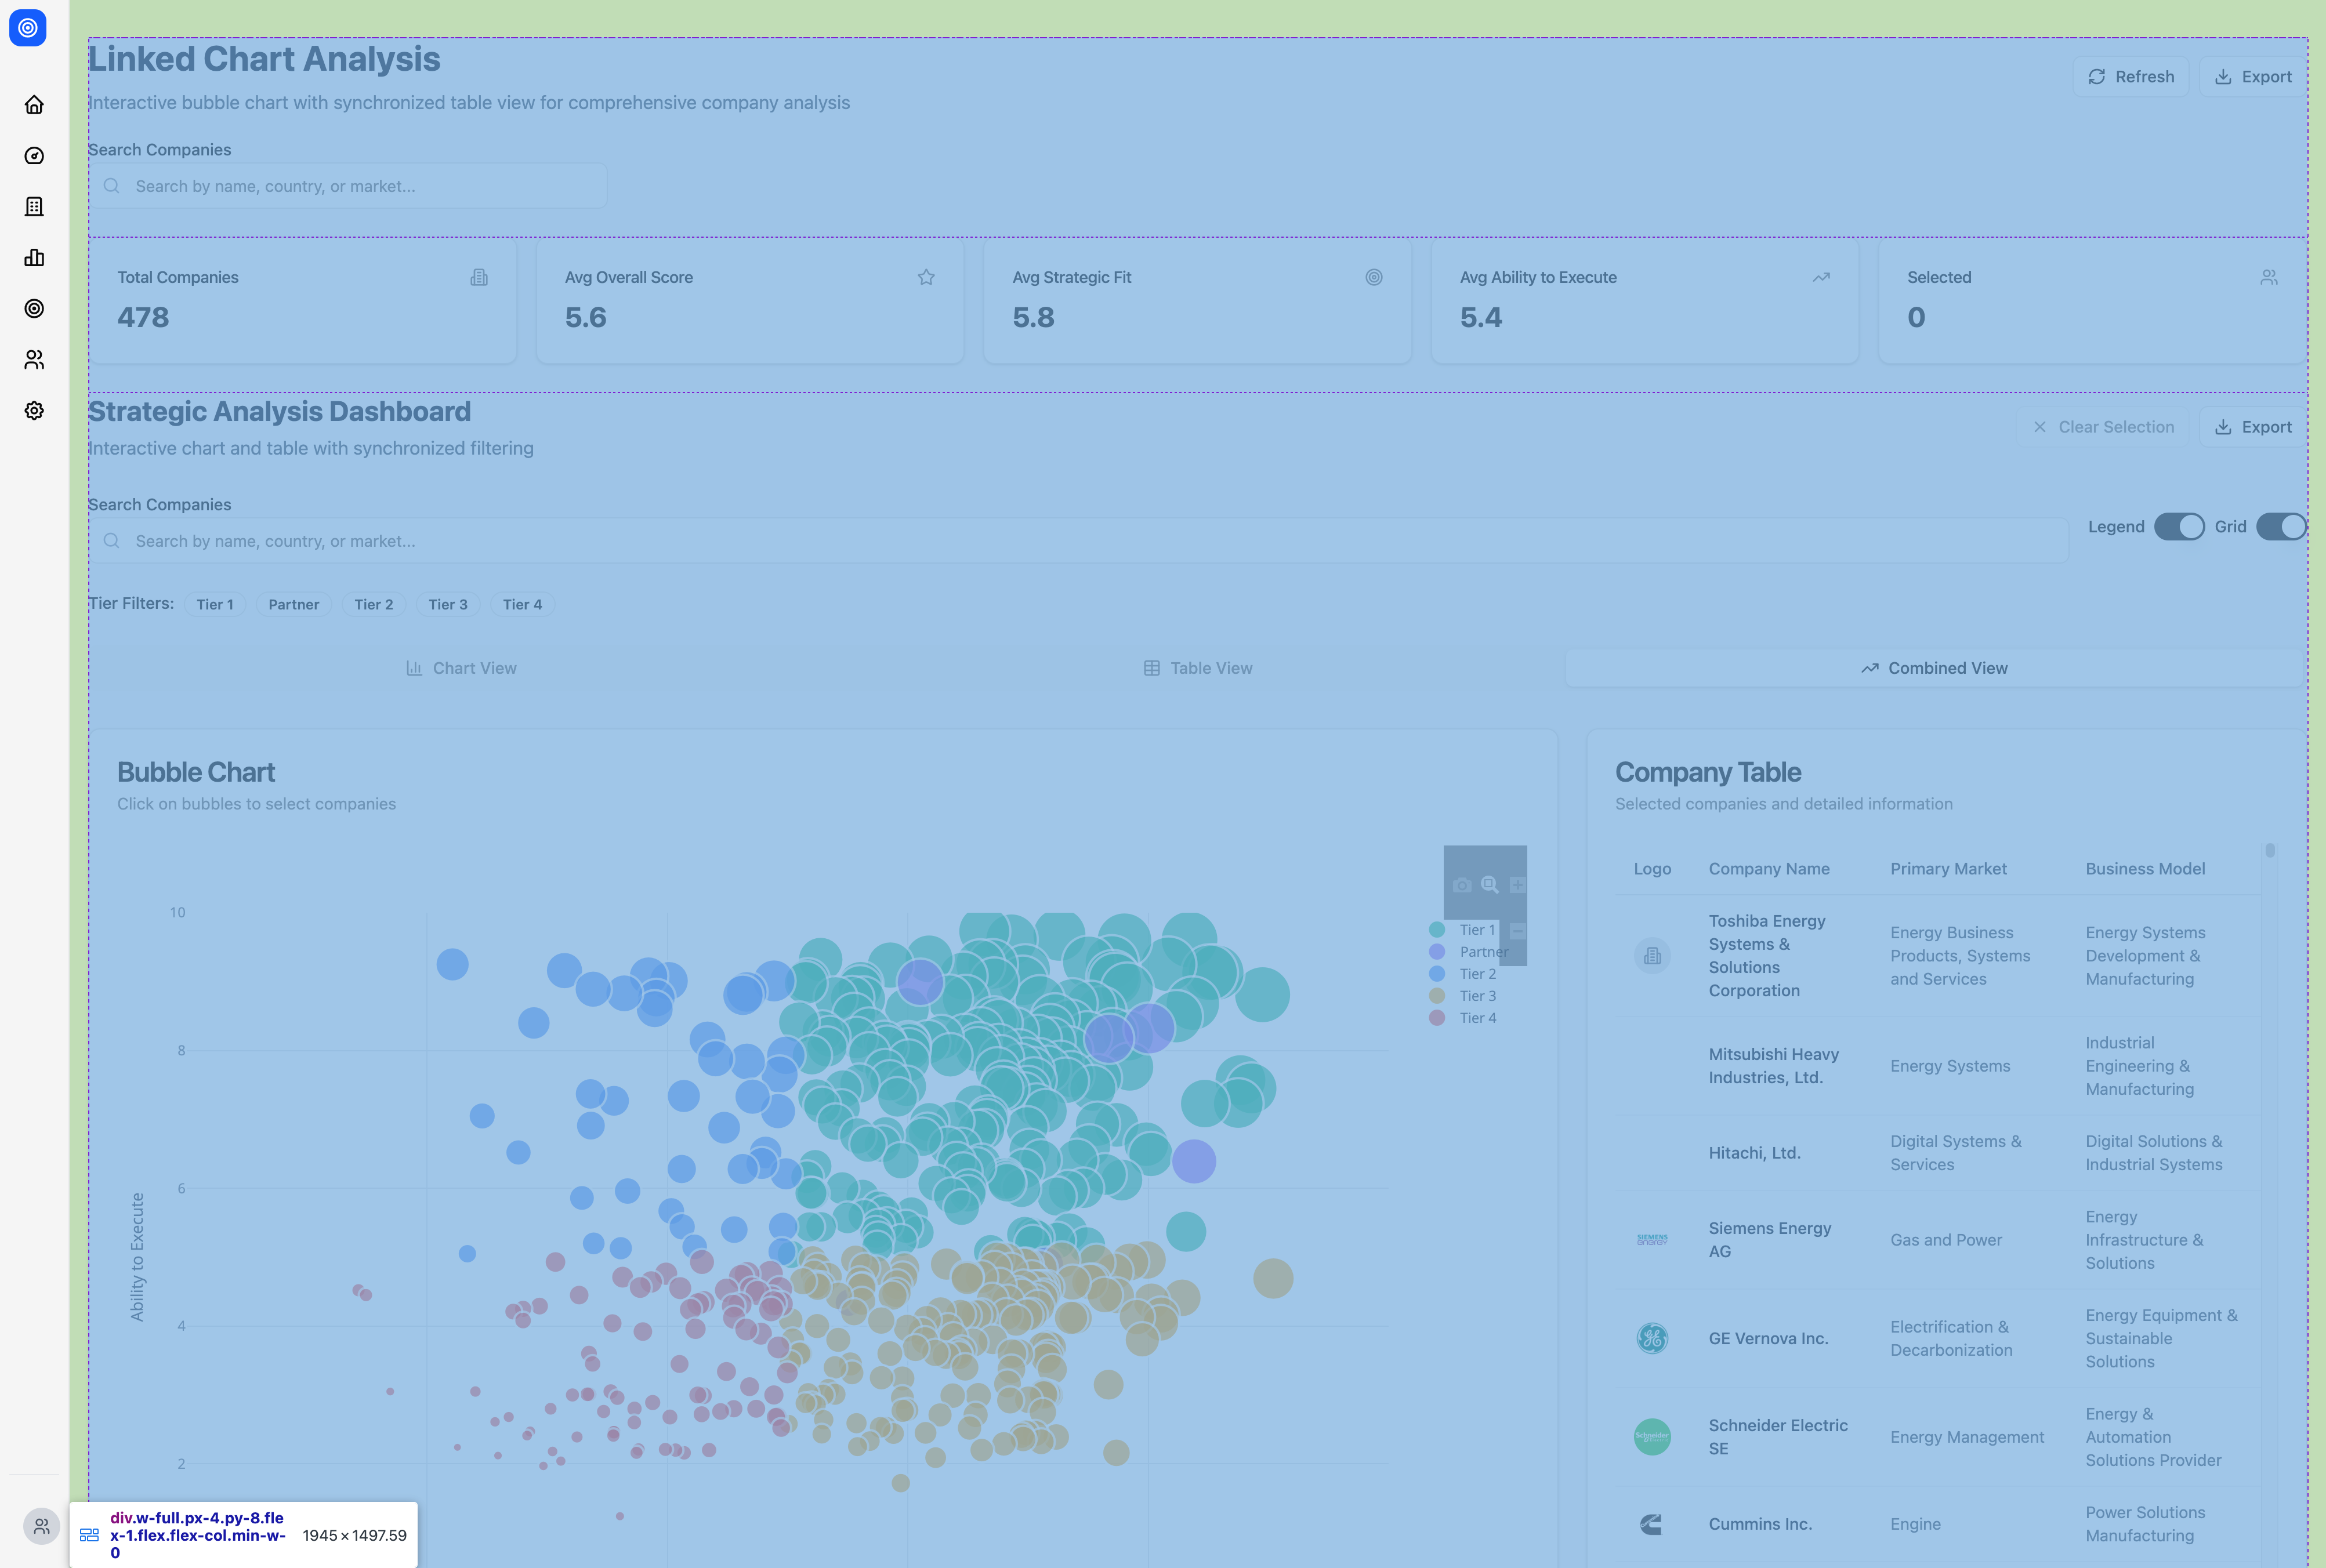 Linked Chart Analysis
Interactive bubble chart with synchronized table view for comprehensive company analysis
Refresh
Export
Search Companies
Search by name, country, or market...
Total Companies
478
Avg Overall Score
5.6
Avg Strategic Fit
5.8
Avg Ability to Execute
5.4
Selected
0
Strategic Analysis Dashboard
Interactive chart and table with synchronized filtering
Clear Selection
Export
Search Companies
Search by name, country, or market...
Legend
Grid
Tier Filters:
Tier 1
Partner
Tier 2
Tier 3
Tier 4
Chart View
Table View
Combined View
Bubble Chart
Click on bubbles to select companies
10
8
6
4
2
Ability to Execute
Tier 1
Partner
Tier 2
Tier 3
Tier 4
Company Table
Selected companies and detailed information
Logo
Company Name
Primary Market
Business Model
Toshiba Energy
Systems &
Solutions
Corporation
Energy Business
Products, Systems
and Services
Energy Systems
Development &
Manufacturing
Mitsubishi Heavy
Industries, Ltd.
Energy Systems
Industrial
Engineering &
Manufacturing
Hitachi, Ltd.
Digital Systems &
Services
Digital Solutions &
Industrial Systems
SIEMENS
energy
Siemens Energy
AG
Gas and Power
Energy
Infrastructure &
Solutions
GE
GE Vernova Inc.
Electrification &
Decarbonization
Energy Equipment &
Sustainable
Solutions
Schneider
Schneider Electric
SE
Energy Management
Energy &
Automation
Solutions Provider
Cummins Inc.
Engine
Power Solutions
Manufacturing
div.w-full.px-4.py-8.fle
x-1.flex.flex-col.min-w-
0
1945 × 1497.59